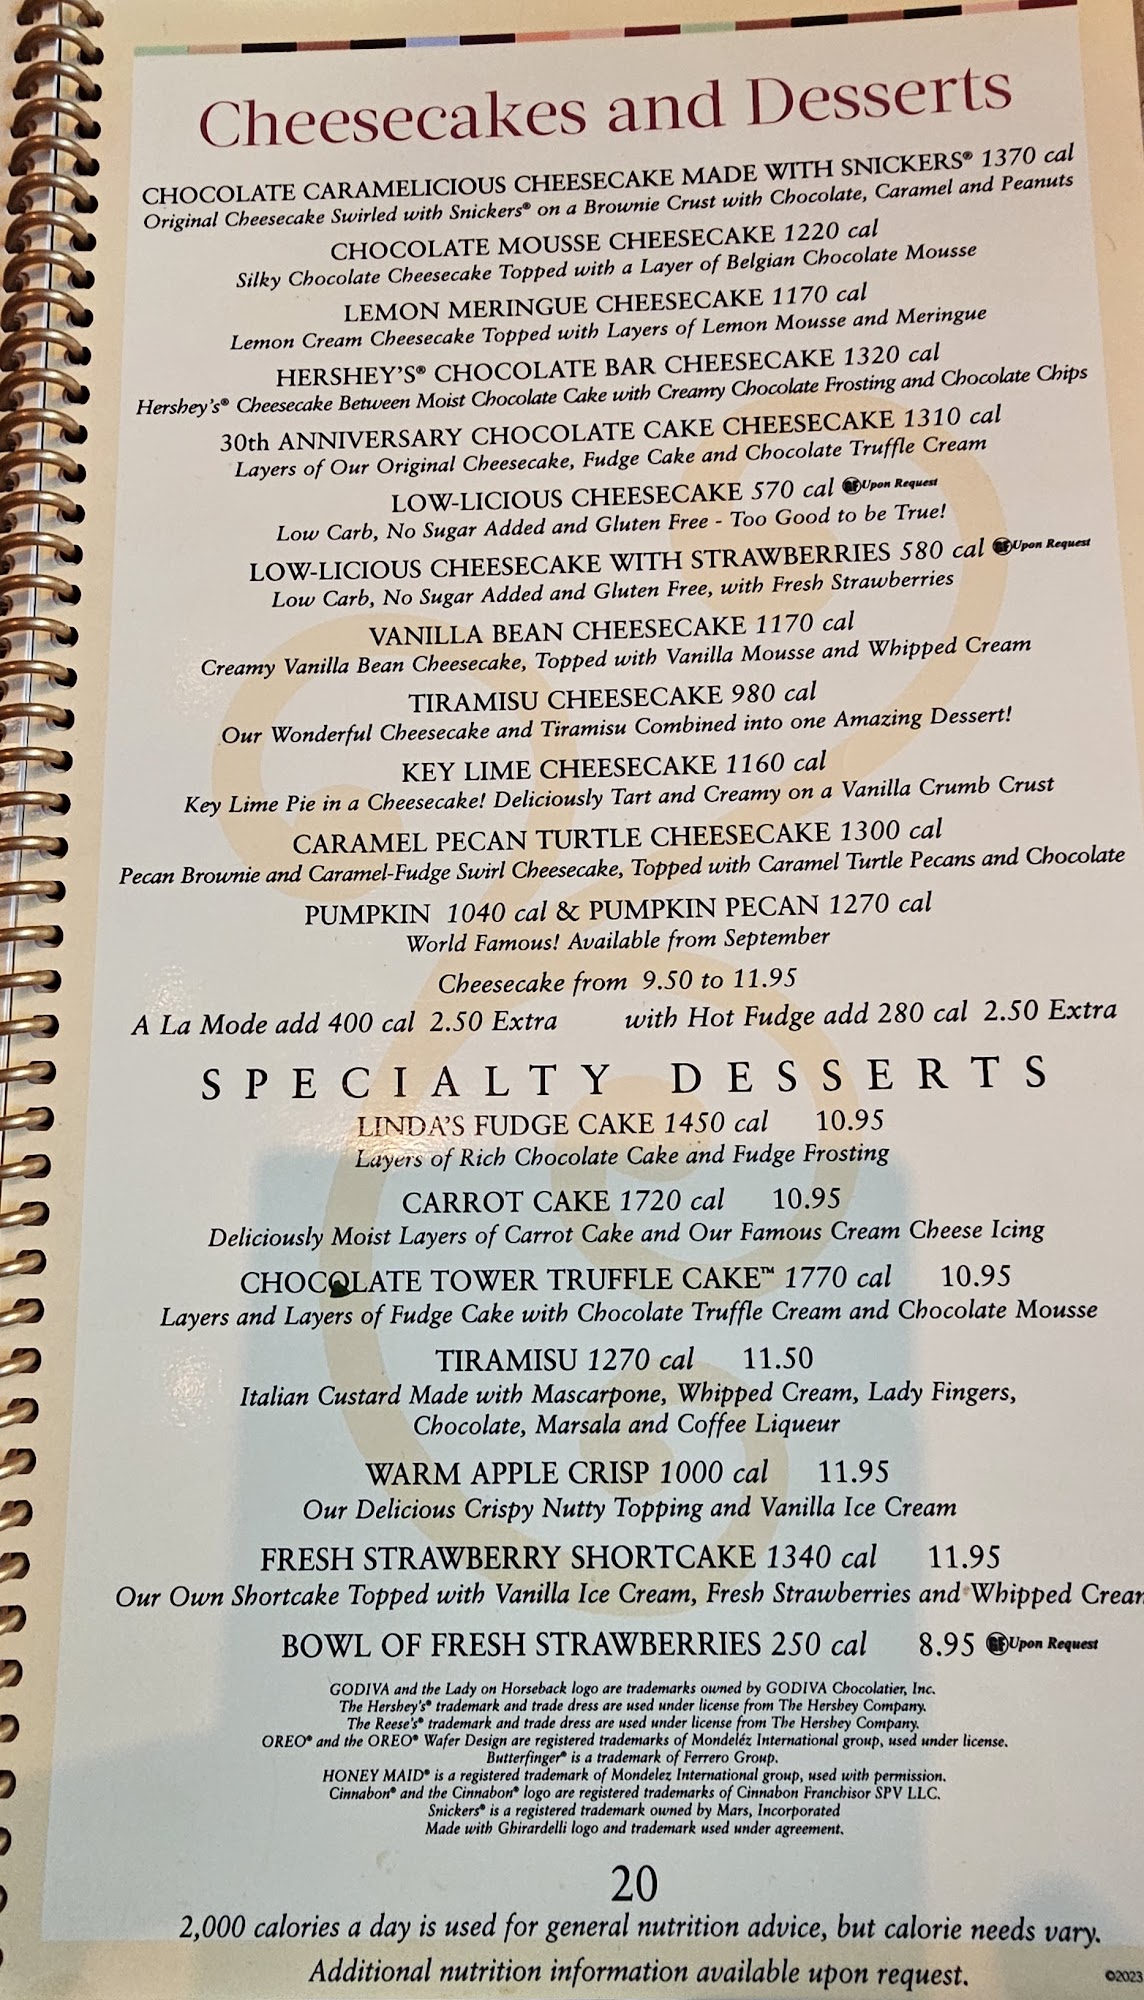 Cheesecakes and Desserts
CHOCOLATE CARAMELICIOUS CHEESECAKE MADE WITH SNICKERS® 1370 cal
Original Cheesecake Swirled with Snickers® on a Brownie Crust with Chocolate, Caramel and Peanuts
CHOCOLATE MOUSSE CHEESECAKE 1220 cal
Silky Chocolate Cheesecake Topped with a Layer of Belgian Chocolate Mousse
LEMON MERINGUE CHEESECAKE 1170 cal
Lemon Cream Cheesecake Topped with Layers of Lemon Mousse and Meringue
HERSHEY'S® CHOCOLATE BAR CHEESECAKE 1320 cal
Hershey's® Cheesecake Between Moist Chocolate Cake with Creamy Chocolate Frosting and Chocolate Chips
30th ANNIVERSARY CHOCOLATE CAKE CHEESECAKE 1310 cal
Layers of Our Original Cheesecake, Fudge Cake and Chocolate Truffle Cream
LOW-LICIOUS CHEESECAKE 570 cal GF Upon Request
Low Carb, No Sugar Added and Gluten Free - Too Good to be True!
LOW-LICIOUS CHEESECAKE WITH STRAWBERRIES 580 cal GF Upon Request
Low Carb, No Sugar Added and Gluten Free, with Fresh Strawberries
VANILLA BEAN CHEESECAKE 1170 cal
Creamy Vanilla Bean Cheesecake, Topped with Vanilla Mousse and Whipped Cream
TIRAMISU CHEESECAKE 980 cal
Our Wonderful Cheesecake and Tiramisu Combined into one Amazing Dessert!
KEY LIME CHEESECAKE 1160 cal
Key Lime Pie in a Cheesecake! Deliciously Tart and Creamy on a Vanilla Crumb Crust
CARAMEL PECAN TURTLE CHEESECAKE 1300 cal
Pecan Brownie and Caramel-Fudge Swirl Cheesecake, Topped with Caramel Turtle Pecans and Chocolate
PUMPKIN 1040 cal & PUMPKIN PECAN 1270 cal
World Famous! Available from September
Cheesecake from 9.50 to 11.95
A La Mode add 400 cal 2.50 Extra with Hot Fudge add 280 cal 2.50 Extra
SPECIALTY DESSERTS
LINDA'S FUDGE CAKE 1450 cal 10.95
Layers of Rich Chocolate Cake and Fudge Frosting
CARROT CAKE 1720 cal 10.95
Deliciously Moist Layers of Carrot Cake and Our Famous Cream Cheese Icing
CHOCOLATE TOWER TRUFFLE CAKE™ 1770 cal 10.95
Layers and Layers of Fudge Cake with Chocolate Truffle Cream and Chocolate Mousse
TIRAMISU 1270 cal 11.50
Italian Custard Made with Mascarpone, Whipped Cream, Lady Fingers,
Chocolate, Marsala and Coffee Liqueur
WARM APPLE CRISP 1000 cal 11.95
Our Delicious Crispy Nutty Topping and Vanilla Ice Cream
FRESH STRAWBERRY SHORTCAKE 1340 cal 11.95
Our Own Shortcake Topped with Vanilla Ice Cream, Fresh Strawberries and Whipped Crean
BOWL OF FRESH STRAWBERRIES 250 cal 8.95 GF Upon Request
GODIVA and the Lady on Horseback logo are trademarks owned by GODIVA Chocolatier, Inc.
The Hershey's® trademark and trade dress are used under license from The Hershey Company.
The Reese's® trademark and trade dress are used under license from The Hershey Company.
OREO® and the OREO® Wafer Design are registered trademarks of Mondeléz International group, used under license.
Butterfinger® is a trademark of Ferrero Group.
HONEY MAID® is a registered trademark of Mondelez International group, used with permission.
Cinnabon® and the Cinnabon® logo are registered trademarks of Cinnabon Franchisor SPV LLC.
Snickers® is a registered trademark owned by Mars, Incorporated
Made with Ghirardelli logo and trademark used under agreement.
20
2,000 calories a day is used for general nutrition advice, but calorie needs vary.
Additional nutrition information available upon request.
©2023